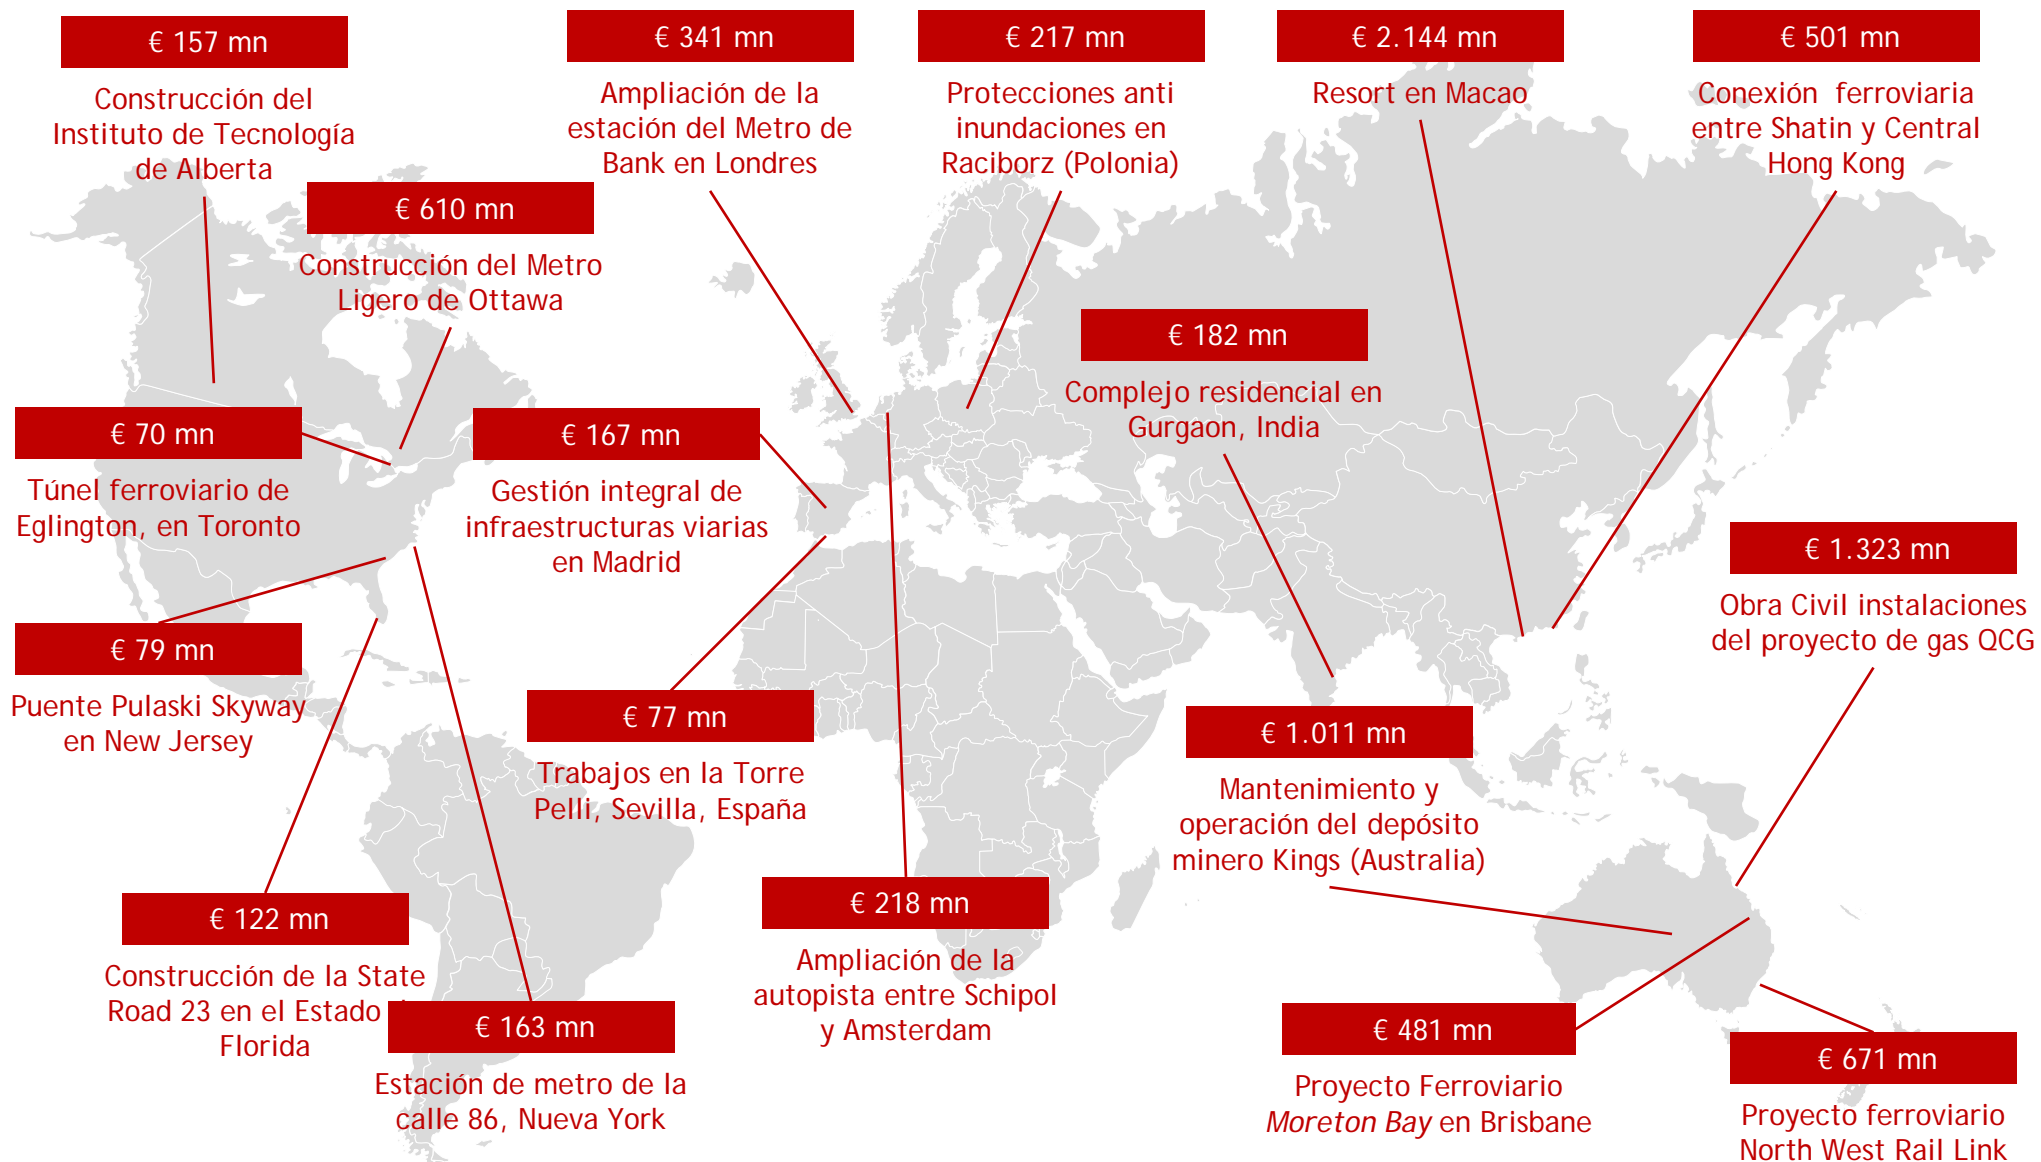 € 157 mn
Construcción del
Instituto de Tecnología
de Alberta
€ 341 mn
Ampliación de la
estación del Metro de
Bank en Londres
€ 217 mn
Protecciones anti
inundaciones en
Raciborz (Polonia)
€ 2.144 mn
Resort en Macao
€ 501 mn
Conexión ferroviaria
entre Shatin y Central
Hong Kong
€ 610 mn
Construcción del Metro
Ligero de Ottawa
€ 182 mn
Complejo residencial en
Gurgaon, India
€ 70 mn
Túnel ferroviario de
Eglington, en Toronto
€ 167 mn
Gestión integral de
infraestructuras viarias
en Madrid
€ 1.323 mn
Obra Civil instalaciones
del proyecto de gas QCG
€ 79 mn
Puente Pulaski Skyway
en New Jersey
€ 77 mn
Trabajos en la Torre
Pelli, Sevilla, España
€ 1.011 mn
Mantenimiento y
operación del depósito
minero Kings (Australia)
€ 122 mn
Construcción de la State
Road 23 en el Estado
Florida
€ 218 mn
Ampliación de la
autopista entre Schipol
y Amsterdam
€ 163 mn
Estación de metro de la
calle 86, Nueva York
€ 481 mn
Proyecto Ferroviario
Moreton Bay en Brisbane
€ 671 mn
Proyecto ferroviario
North West Rail Link